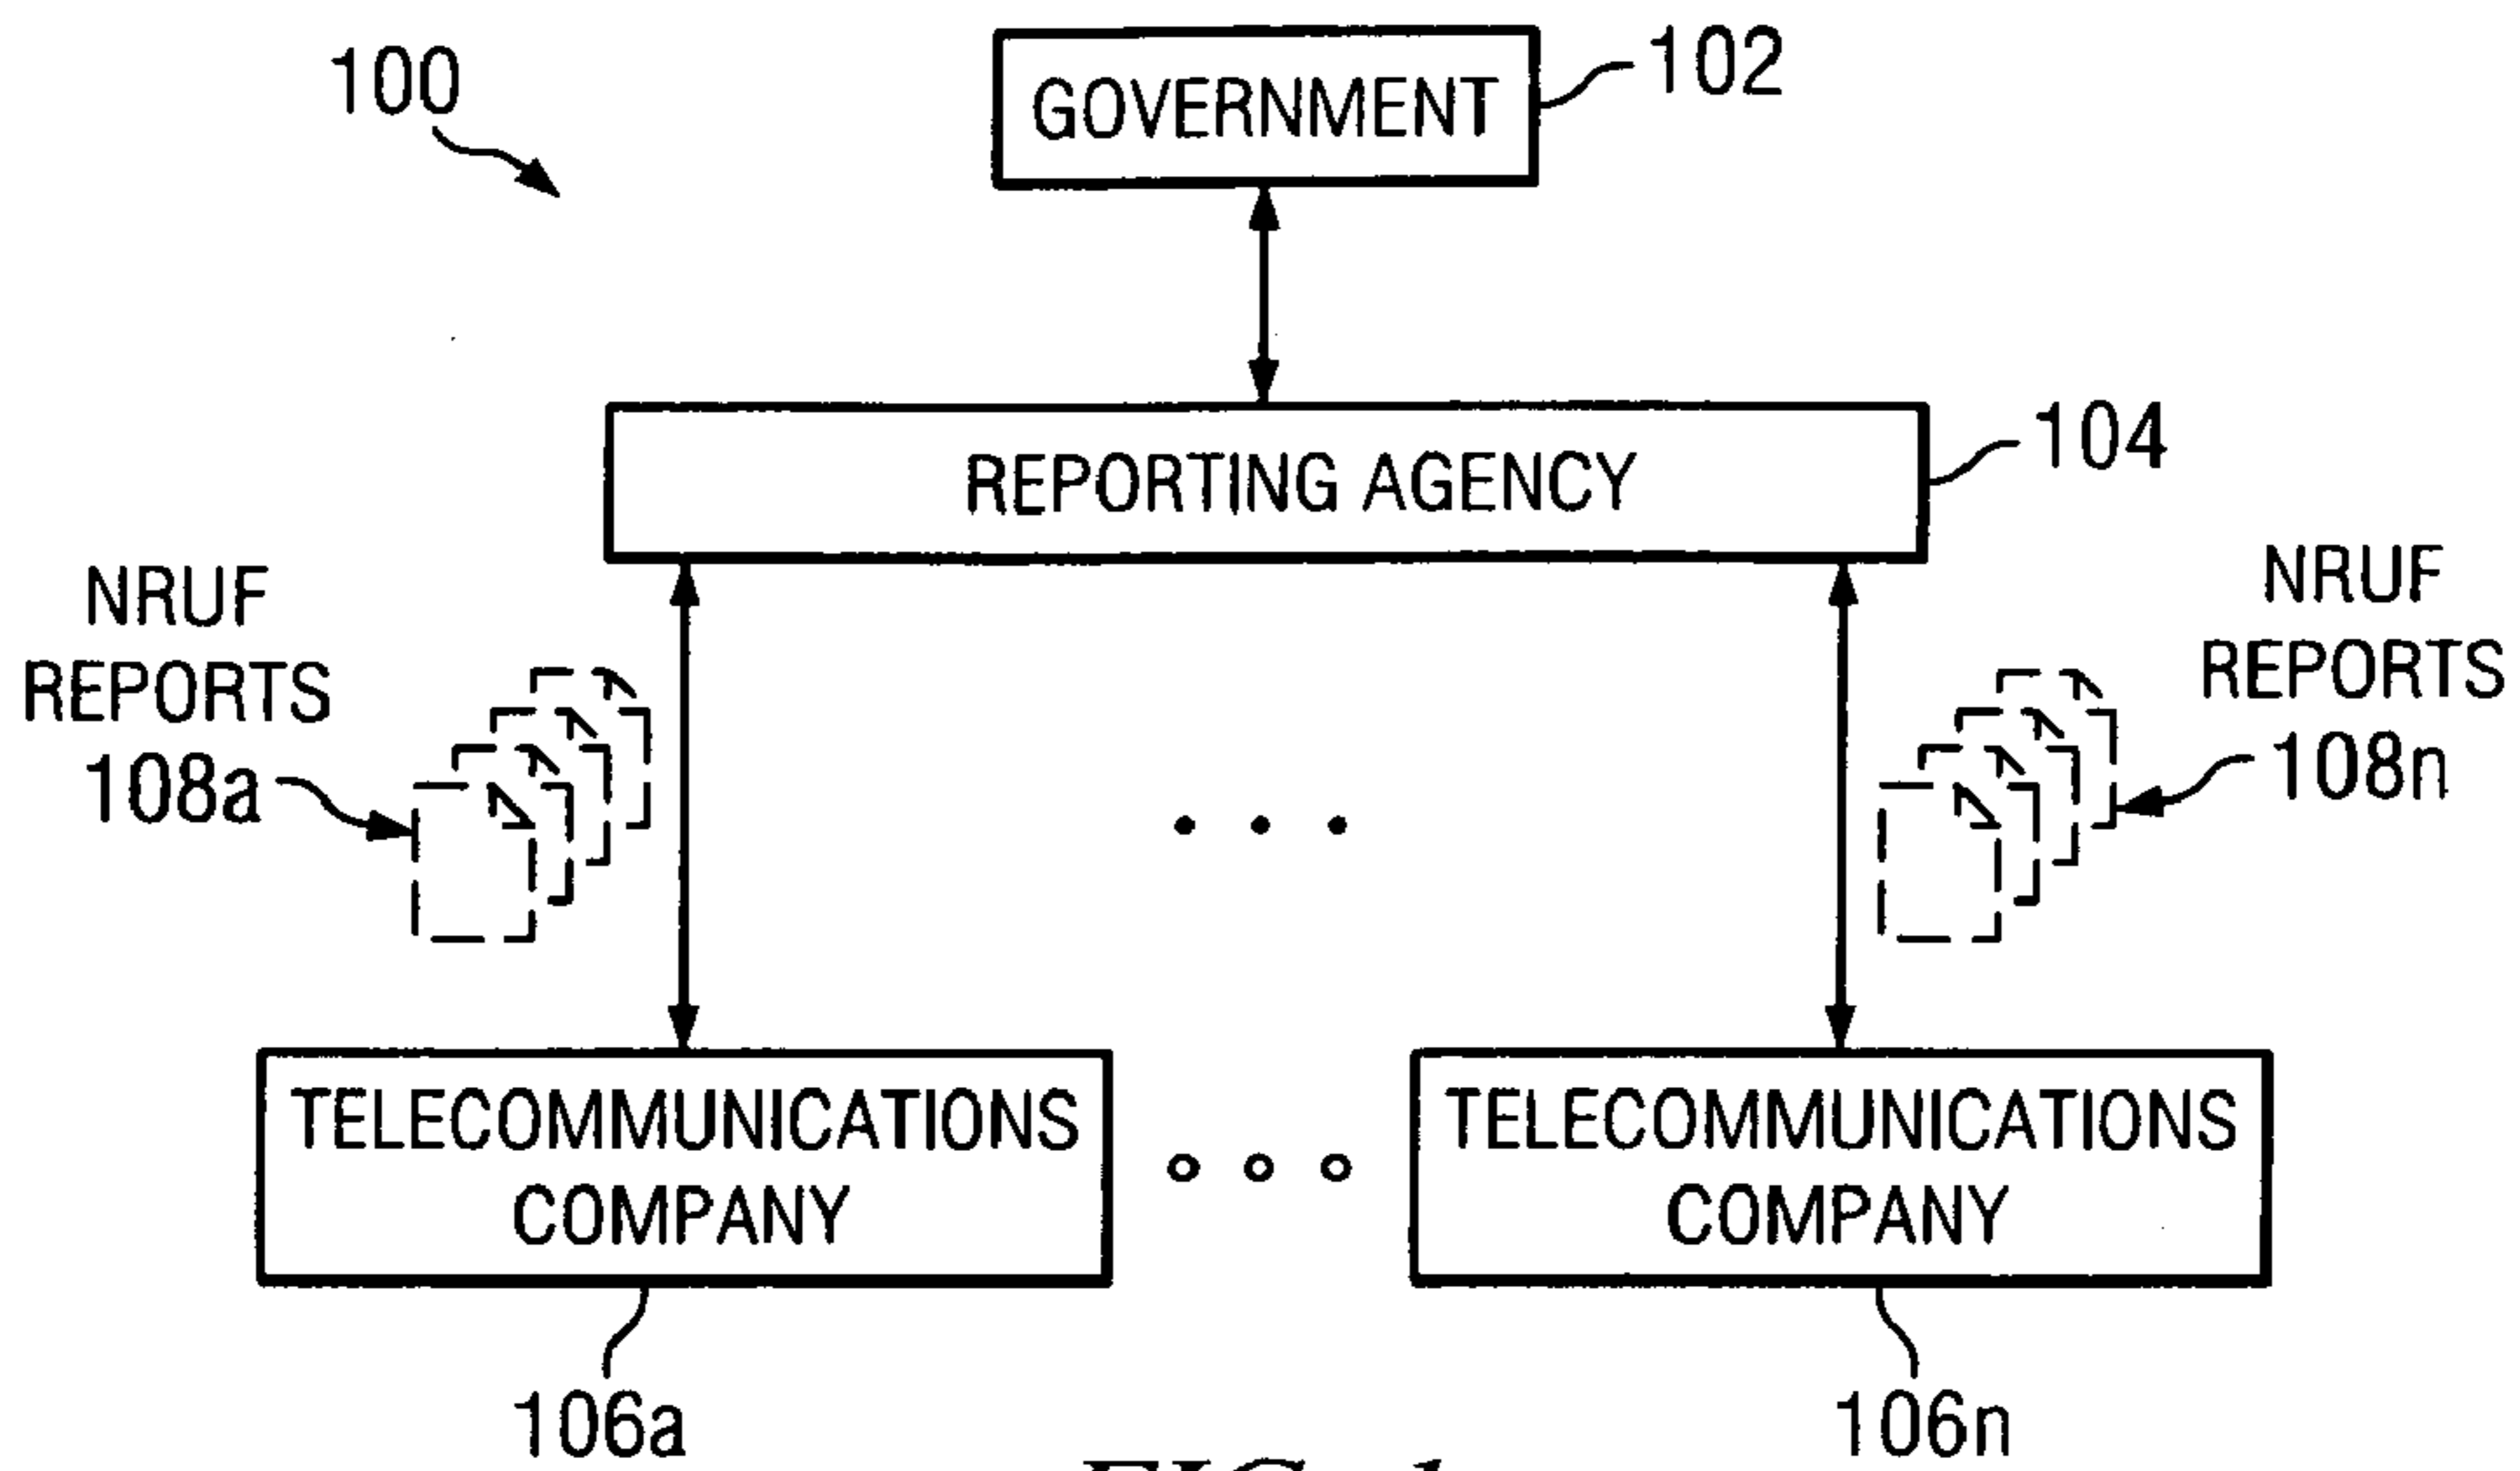 100
GOVERNMENT
102
REPORTING AGENCY
104
NRUF
REPORTS
108a
NRUF
REPORTS
108n
TELECOMMUNICATIONS
COMPANY
TELECOMMUNICATIONS
COMPANY
106a
106n